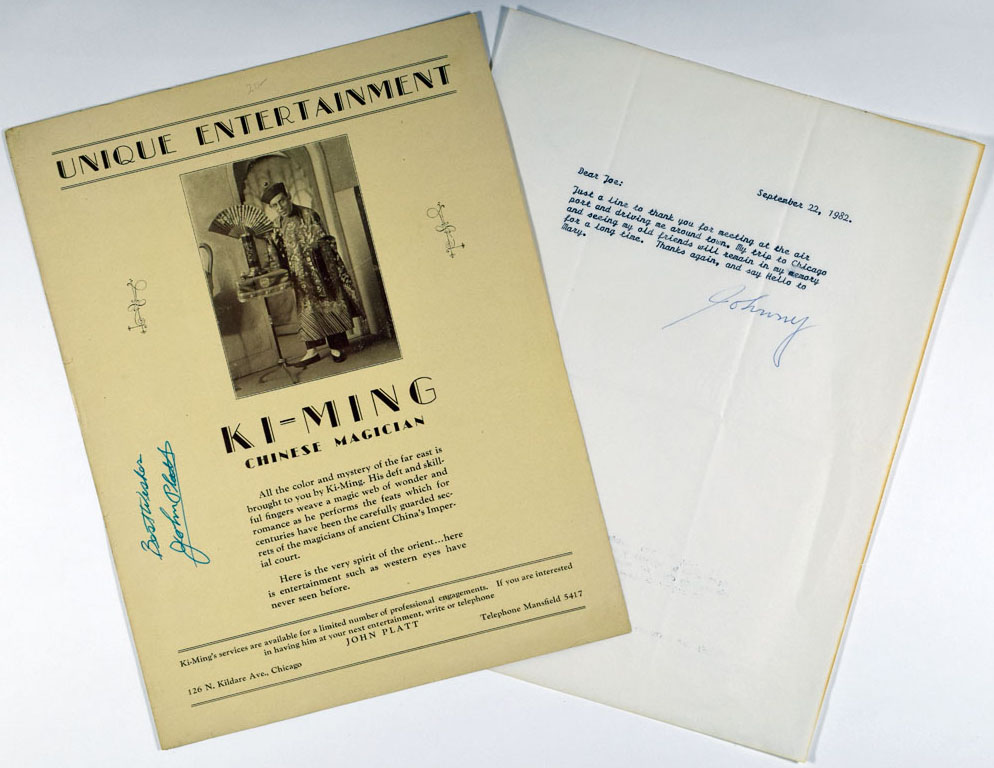 UNIQUE ENTERTAINMENT
KI=MING
CHINESE MAGICIAN
All the color and mystery of the far east is
brought to you by Ki-Ming. His deft and skill-
ful fingers weave a magic web of wonder and
romance as he performs the feats which for
centuries have been the carefully guarded sec-
rets of the magicians of ancient China's Imper-
ial court.
Here is the very spirit of the orient...here
is entertainment such as western eyes have
never seen before.
Ki-Ming's services are available for a limited number of professional engagements. If you are interested
in having him at your next entertainment, write or telephone
JOHN PLATT
126 N. Kildare Ave., Chicago
Telephone Mansfield 5417
Best Wishes
John Platt
September 22, 1982.
Dear Joe:
Just a line to thank you for meeting at the air
port and driving me around town. My trip to Chicago
and seeing my old friends will remain in my memory
for a long time. Thanks again, and say Hello to
Mary.
Johnny